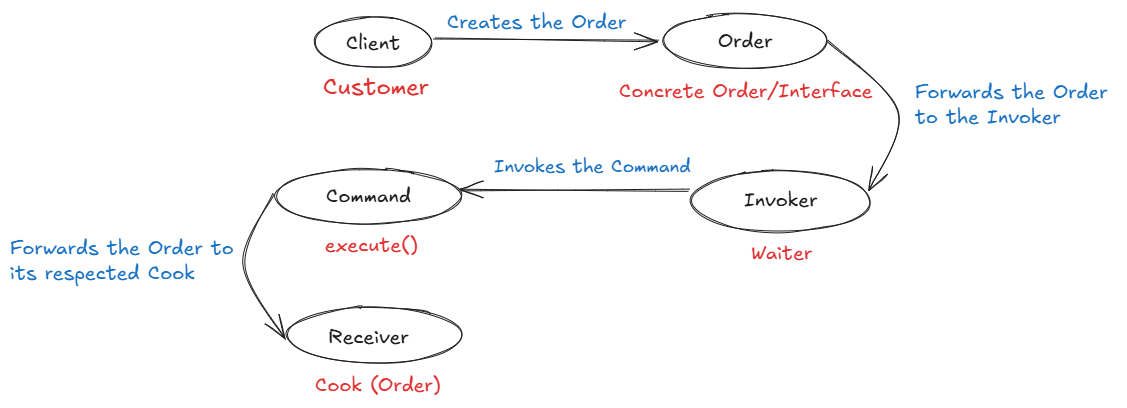 Creates the Order
Client
Order
Customer
Concrete Order/Interface
Forwards the Order
to the Invoker
Invokes the Command
Command
Invoker
execute()
Waiter
Forwards the Order to
its respected Cook
Receiver
Cook (Order)